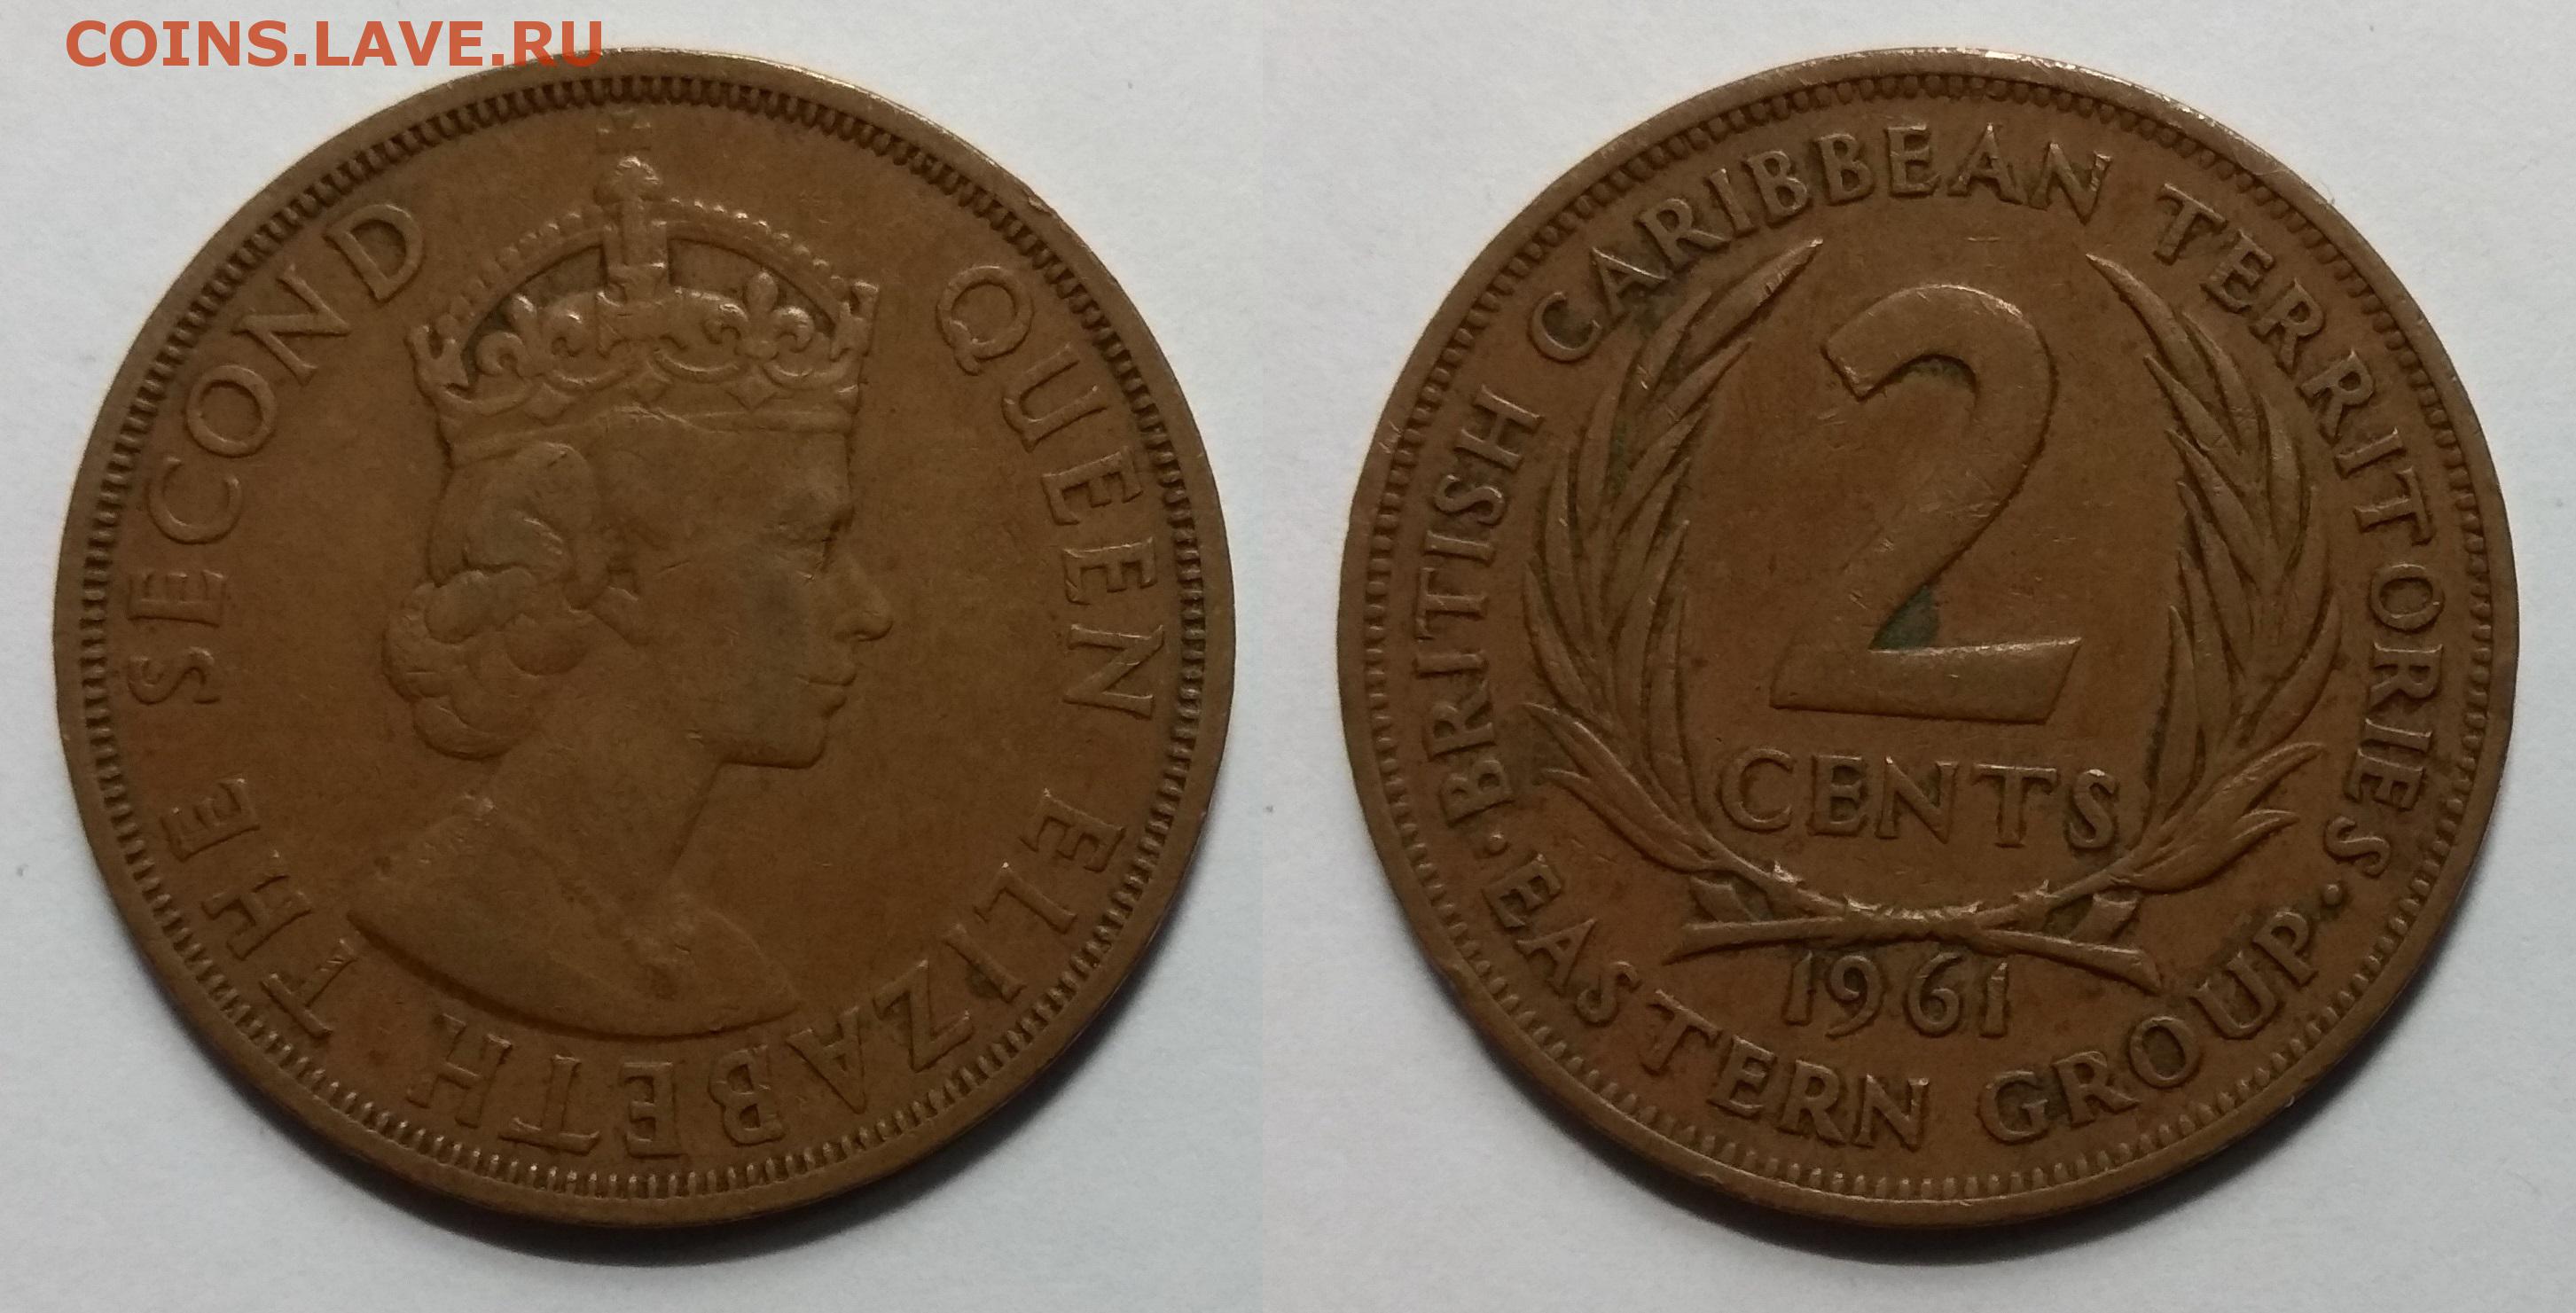 COINS.LAVE.RU
QUEEN ELIZABETH THE SECOND
BRITISH CARIBBEAN TERRITORIES
2
CENTS
1961
·EASTERN GROUP·